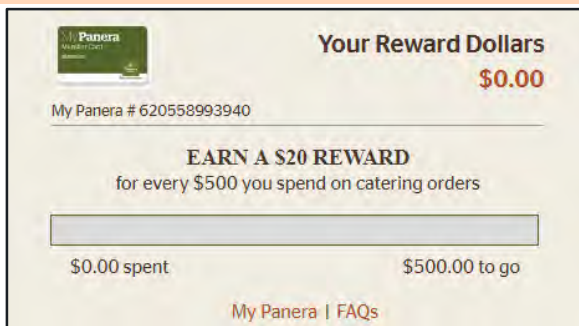 MyPanera
Your Reward Dollars
$0.00
My Panera # 620558993940
EARN A $20 REWARD
for every $500 you spend on catering orders
$0.00 spent
$500.00 to go
My Panera | FAQs